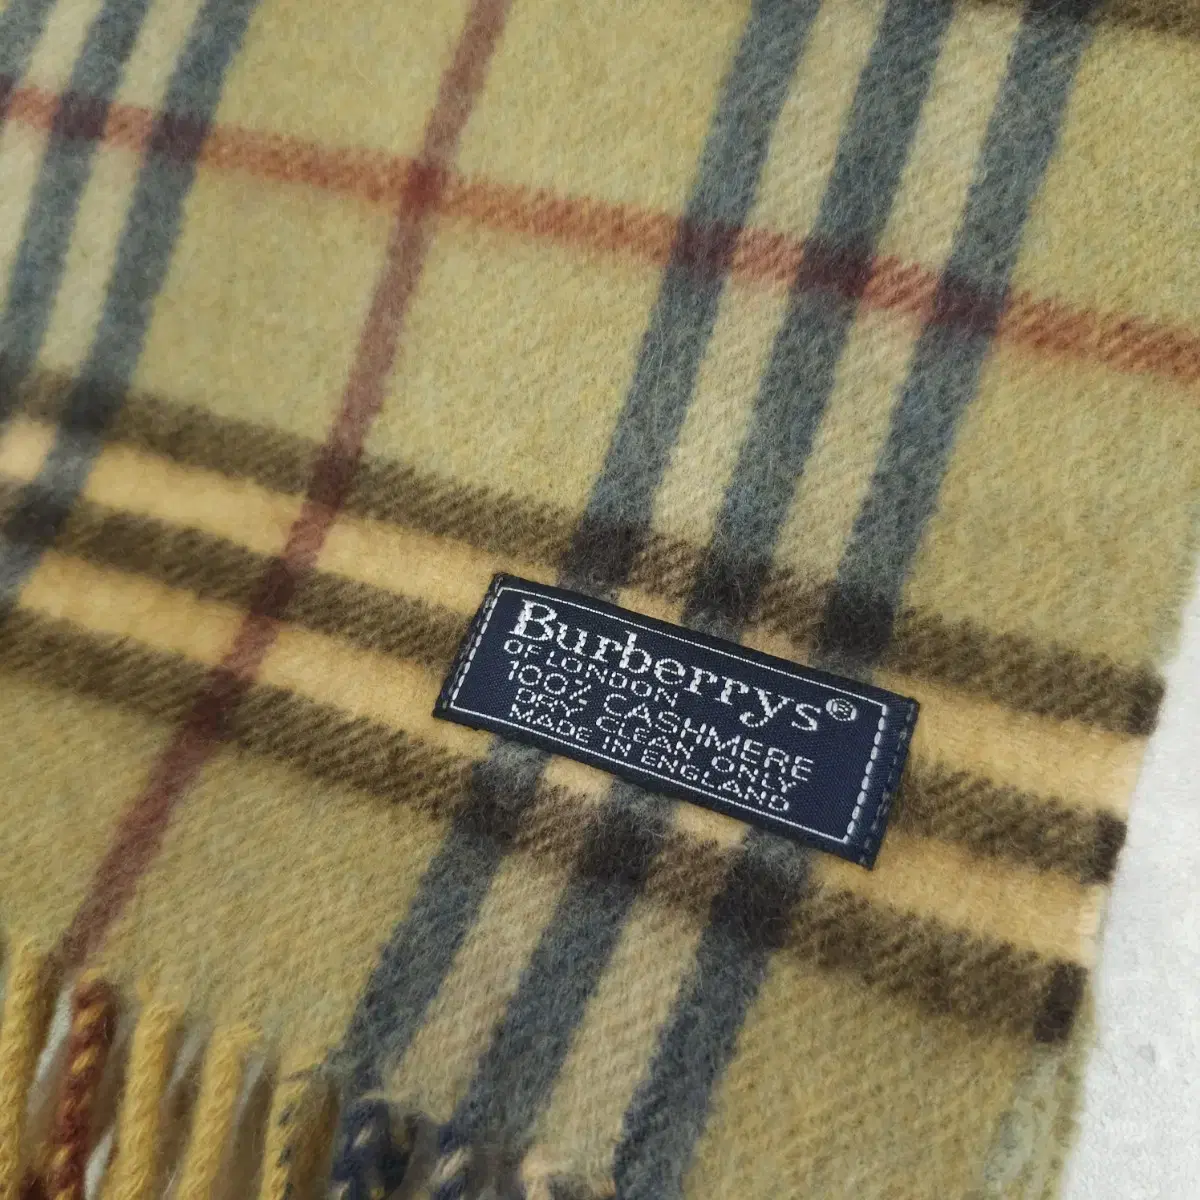 Burberrys®
OF LONDON
100% CASHMERE
DRY CLEAN ONLY
MADE IN ENGLAND